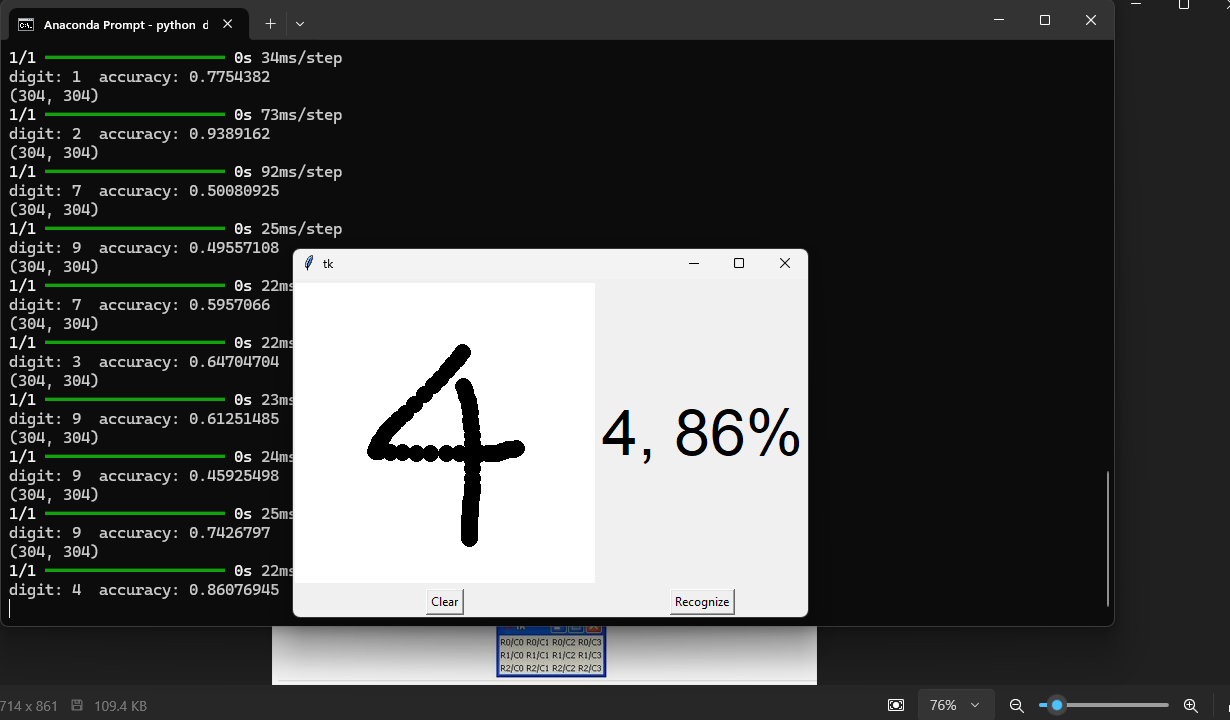 Anaconda Prompt - python d
1/1 0s 34ms/step
digit: 1 accuracy: 0.7754382
(304, 304)
1/1 0s 73ms/step
digit: 2 accuracy: 0.9389162
(304, 304)
1/1 0s 92ms/step
digit: 7 accuracy: 0.50080925
(304, 304)
1/1 0s 25ms/step
digit: 9 accuracy: 0.49557108
(304, 304)
1/1 0s 22ms
digit: 7 accuracy: 0.5957066
(304, 304)
1/1 0s 22ms
digit: 3 accuracy: 0.64704704
(304, 304)
1/1 0s 23ms
digit: 9 accuracy: 0.61251485
(304, 304)
1/1 0s 24ms
digit: 9 accuracy: 0.45925498
(304, 304)
1/1 0s 25ms
digit: 9 accuracy: 0.7426797
(304, 304)
1/1 0s 22ms
digit: 4 accuracy: 0.86076945
tk
4
4, 86%
Clear Recognize
R0/C0 R0/C1 R0/C2 R0/C3
R1/C0 R1/C1 R1/C2 R1/C3
R2/C0 R2/C1 R2/C2 R2/C3
714 x 861 109.4 KB 76%